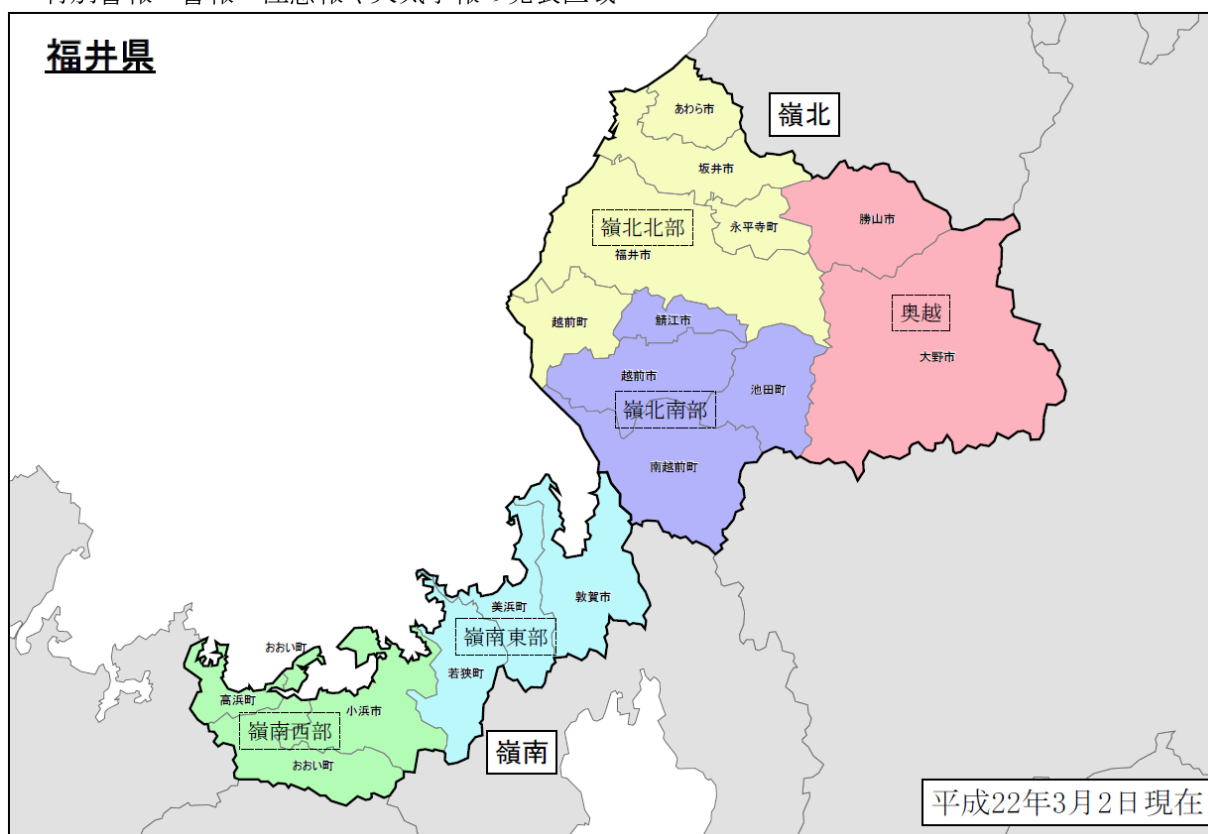 福井県
あわら市
嶺北
坂井市
勝山市
永平寺町
嶺北北部
福井市
奥越
越前町
鯖江市
大野市
越前市
池田町
嶺北南部
南越前町
敦賀市
美浜町
嶺南東部
おおい町
若狭町
高浜町
小浜市
嶺南西部
嶺南
おおい町
平成22年3月2日現在